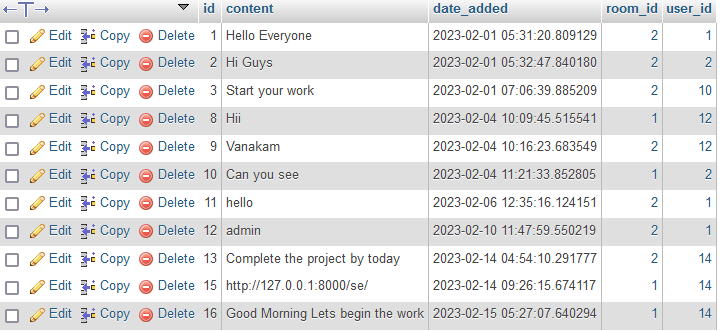 id content date_added room_id user_id
Edit Copy Delete 1 Hello Everyone 2023-02-01 05:31:20.809129 2 1
Edit Copy Delete 2 Hi Guys 2023-02-01 05:32:47.840180 2 2
Edit Copy Delete 3 Start your work 2023-02-01 07:06:39.885209 2 10
Edit Copy Delete 8 Hii 2023-02-04 10:09:45.515541 1 12
Edit Copy Delete 9 Vanakam 2023-02-04 10:16:23.683549 2 12
Edit Copy Delete 10 Can you see 2023-02-04 11:21:33.852805 1 2
Edit Copy Delete 11 hello 2023-02-06 12:35:16.124151 2 1
Edit Copy Delete 12 admin 2023-02-10 11:47:59.550219 2 1
Edit Copy Delete 13 Complete the project by today 2023-02-14 04:54:10.291777 2 14
Edit Copy Delete 15 http://127.0.0.1:8000/se/ 2023-02-14 09:26:15.674117 1 14
Edit Copy Delete 16 Good Morning Lets begin the work 2023-02-15 05:27:07.640294 1 14